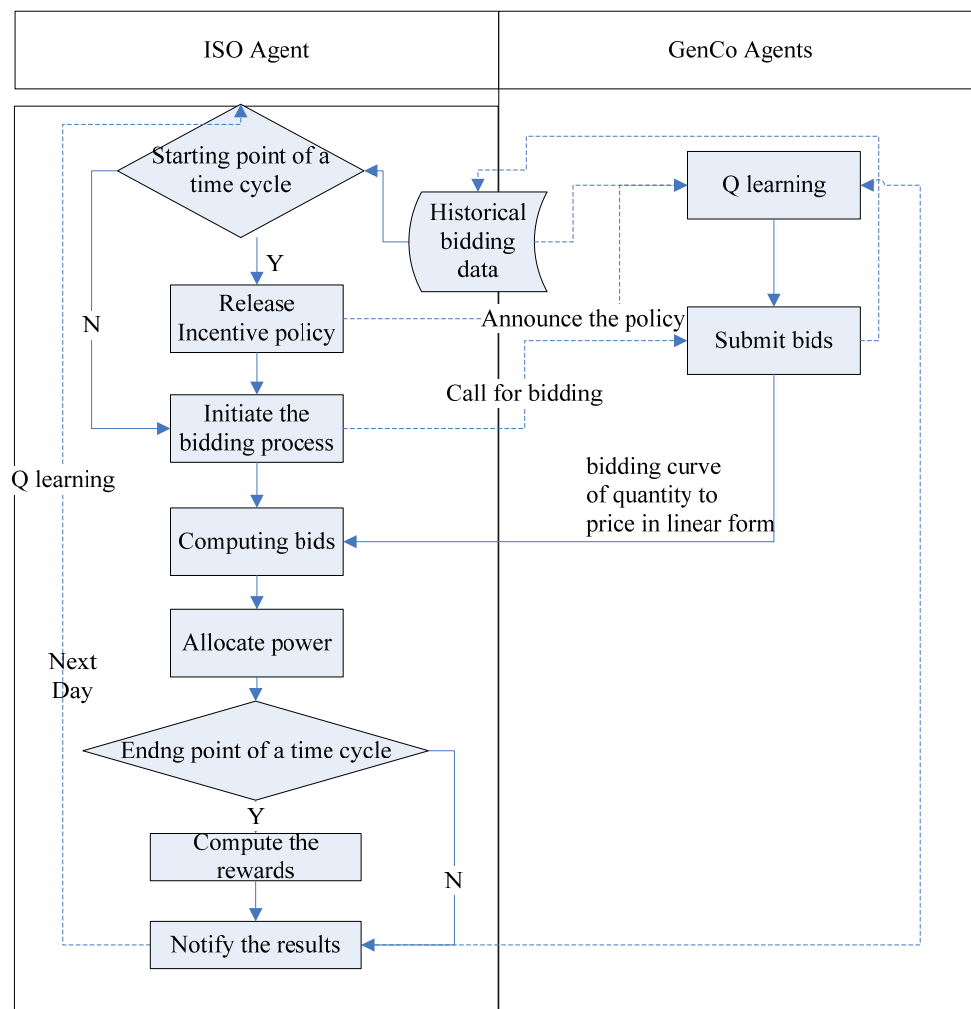 ISO Agent
GenCo Agents
Starting point of a
time cycle
Historical
bidding
data
Q learning
Y
Release
Incentive policy
N
Announce the policy
Submit bids
Call for bidding
Initiate the
bidding process
Q learning
bidding curve
of quantity to
price in linear form
Computing bids
Allocate power
Next
Day
Endng point of a time cycle
Y
Compute the
rewards
N
Notify the results